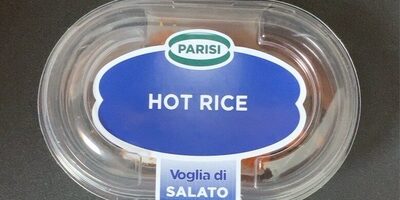 PARISI
HOT RICE
Voglia di
SALATO